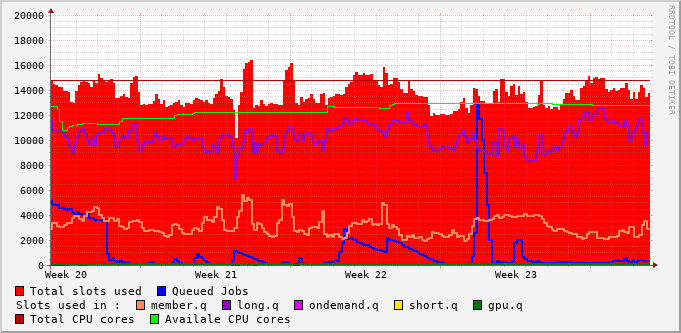 20000
18000
16000
14000
12000
10000
8000
6000
4000
2000
0
Week 20 Week 21 Week 22 Week 23
Total slots used Queued Jobs
Slots used in : member.q long.q ondemand.q short.q gpu.q
Total CPU cores Availale CPU cores
RRDTOOL / TOBI OETIKER